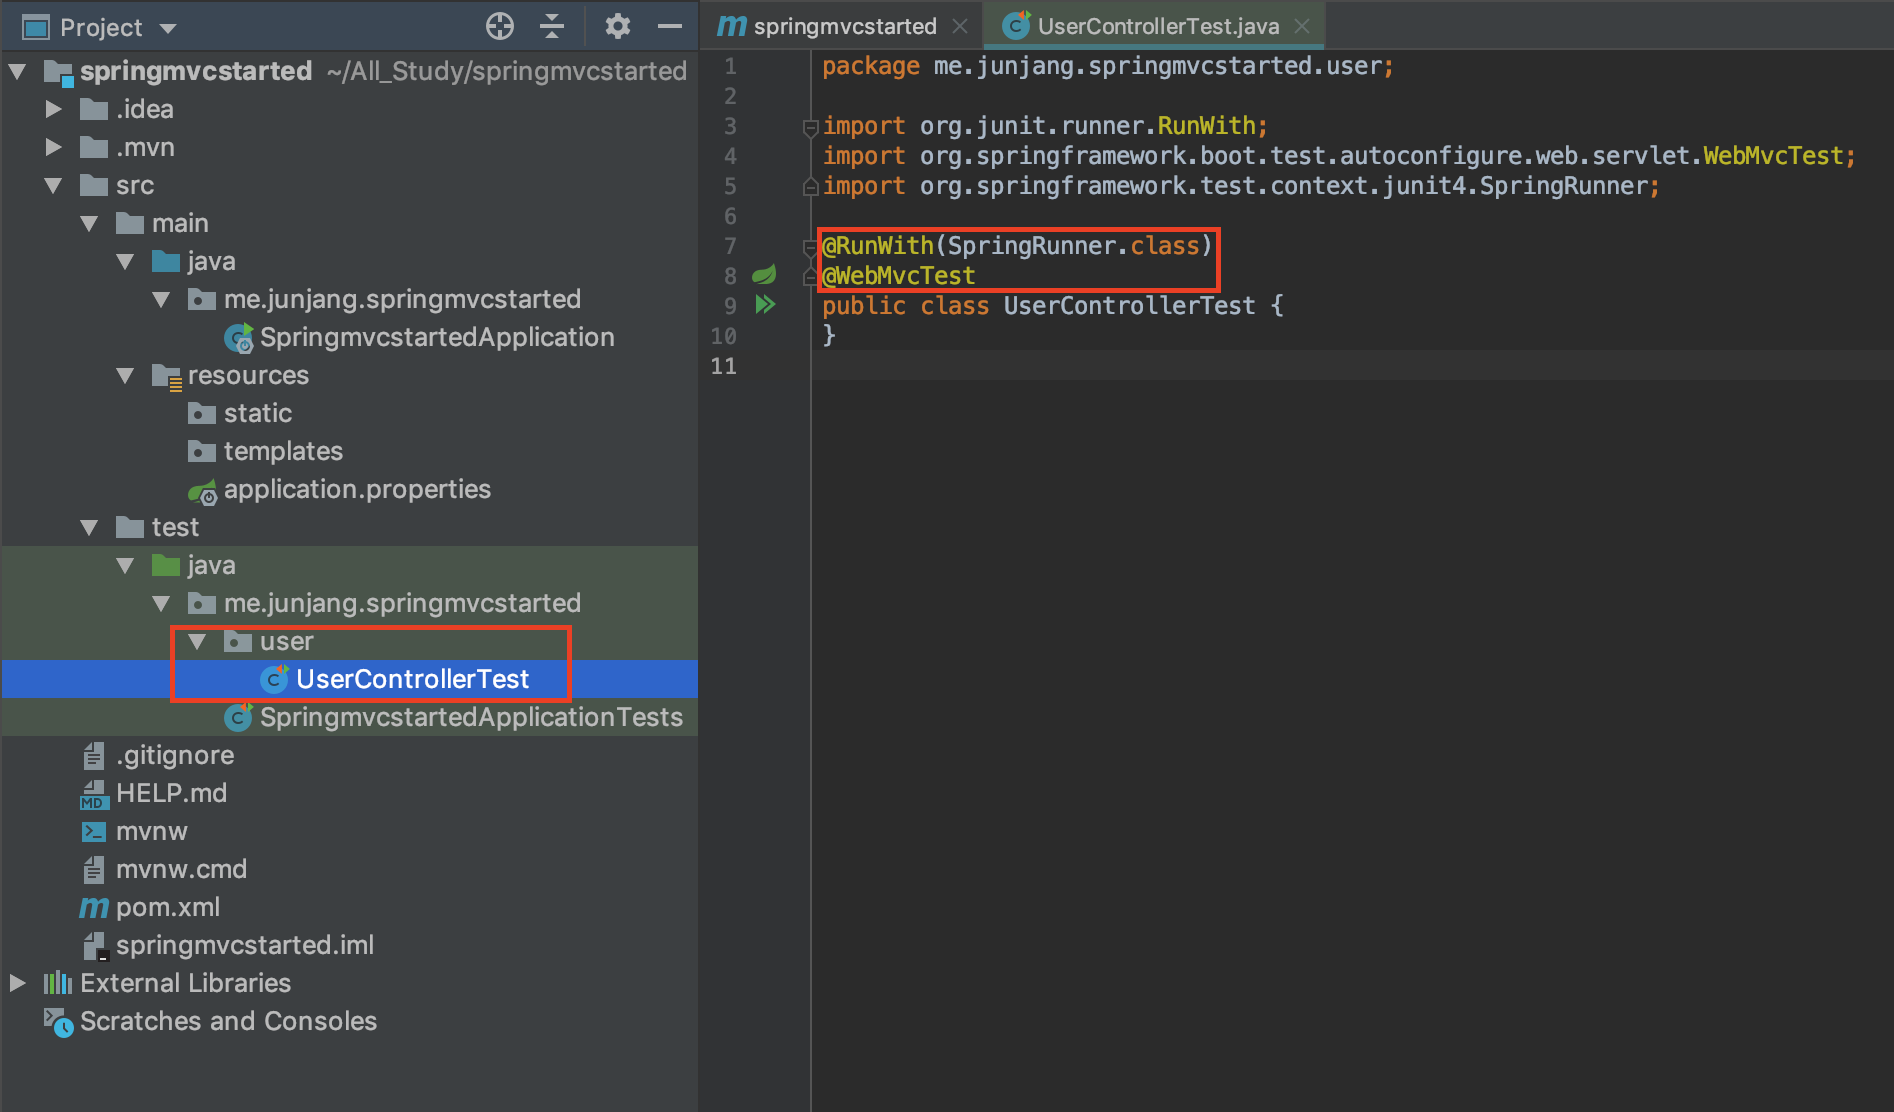 Project
springmvcstarted ~/All_Study/springmvcstarted
.idea
.mvn
src
main
java
me.junjang.springmvcstarted
SpringmvcstartedApplication
resources
static
templates
application.properties
test
java
me.junjang.springmvcstarted
user
UserControllerTest
SpringmvcstartedApplicationTests
.gitignore
MD HELP.md
mvnw
mvnw.cmd
m pom.xml
springmvcstarted.iml
External Libraries
Scratches and Consoles
m springmvcstarted
C UserControllerTest.java
1 package me.junjang.springmvcstarted.user;
2
3 import org.junit.runner.RunWith;
4 import org.springframework.boot.test.autoconfigure.web.servlet.WebMvcTest;
5 import org.springframework.test.context.junit4.SpringRunner;
6
7 @RunWith(SpringRunner.class)
8 @WebMvcTest
9 public class UserControllerTest {
10 }
11